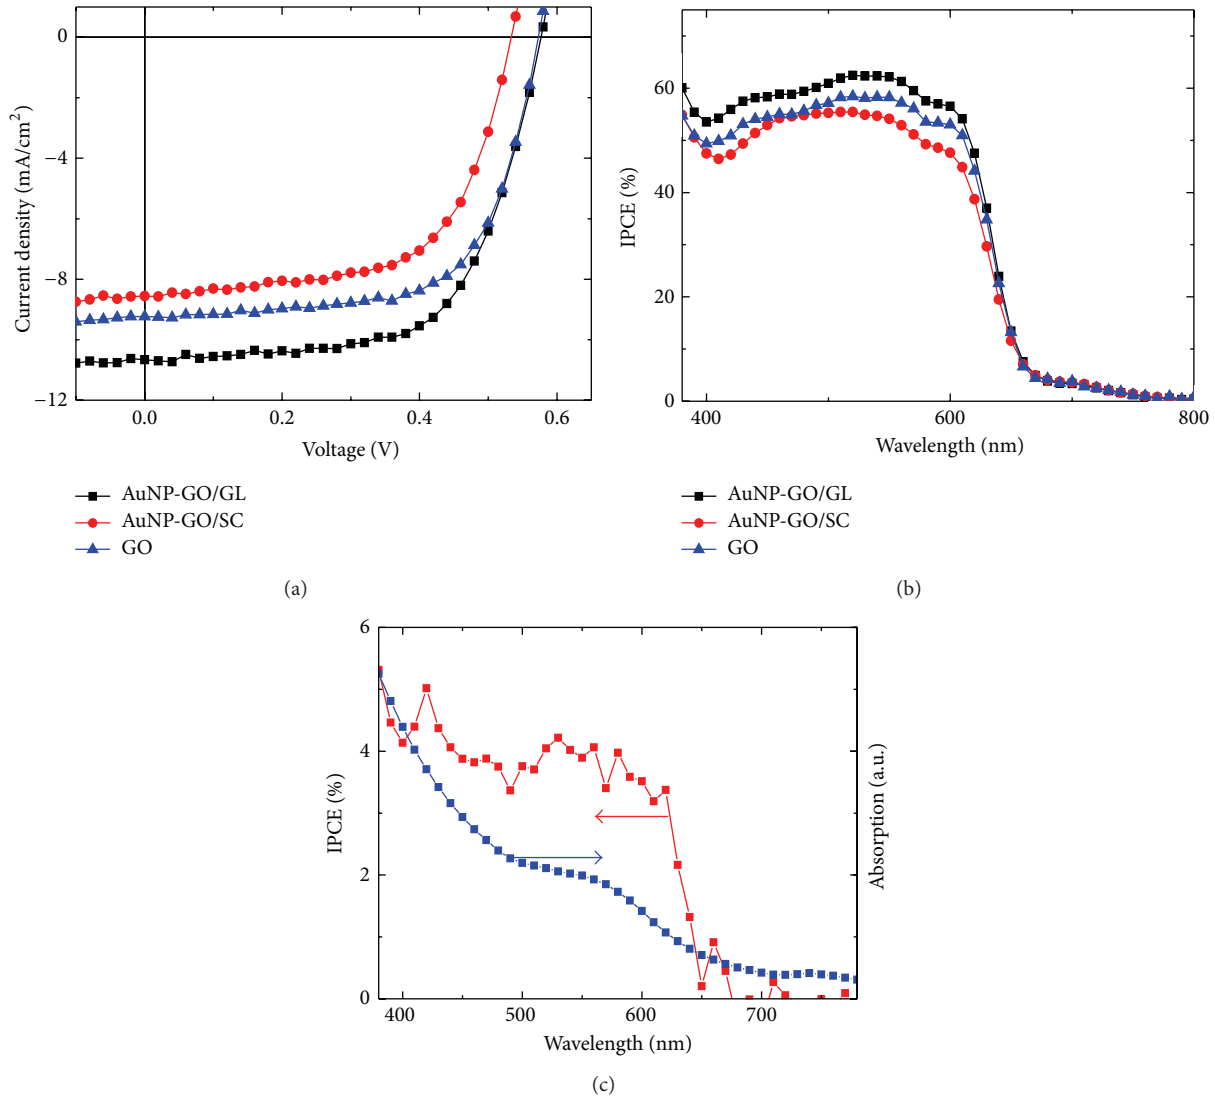 0
−4
−8
−12
Current density (mA/cm²)
0.0
0.2
0.4
0.6
Voltage (V)
AuNP-GO/GL
AuNP-GO/SC
GO
(a)
60
40
20
0
IPCE (%)
400
600
800
Wavelength (nm)
AuNP-GO/GL
AuNP-GO/SC
GO
(b)
6
4
2
0
IPCE (%)
Absorption (a.u.)
400
500
600
700
Wavelength (nm)
(c)